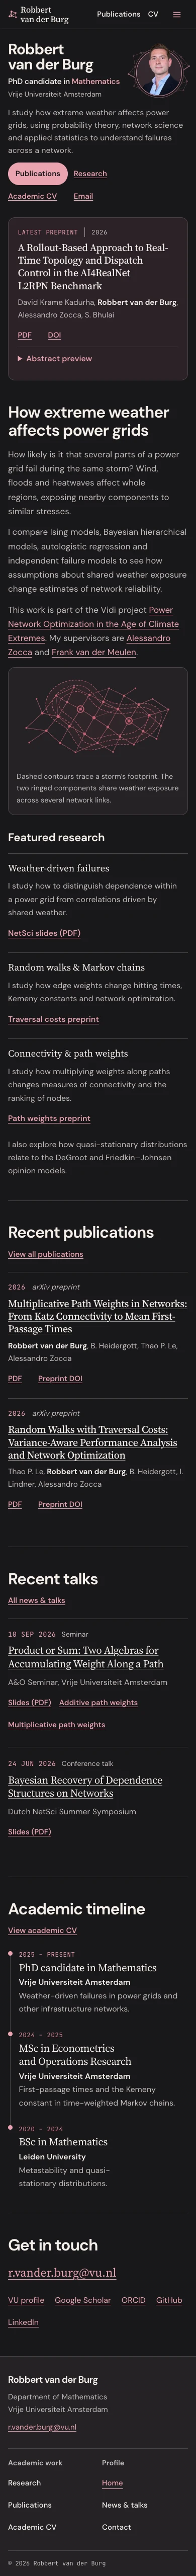 Robbert
van der Burg
Publications CV
Robbert
van der Burg
PhD candidate in Mathematics
Vrije Universiteit Amsterdam
I study how extreme weather affects power
grids, using probability theory, network science
and applied statistics to understand failures
across a network.
Publications Research
Academic CV Email
LATEST PREPRINT | 2026
A Rollout-Based Approach to Real-
Time Topology and Dispatch
Control in the AI4RealNet
L2RPN Benchmark
David Krame Kadurha, Robbert van der Burg,
Alessandro Zocca, S. Bhulai
PDF DOI
▶ Abstract preview
How extreme weather
affects power grids
How likely is it that several parts of a power
grid fail during the same storm? Wind,
floods and heatwaves affect whole
regions, exposing nearby components to
similar stresses.
I compare Ising models, Bayesian hierarchical
models, autologistic regression and
independent failure models to see how
assumptions about shared weather exposure
change estimates of network reliability.
This work is part of the Vidi project Power
Network Optimization in the Age of Climate
Extremes. My supervisors are Alessandro
Zocca and Frank van der Meulen.
Dashed contours trace a storm's footprint. The
two ringed components share weather exposure
across several network links.
Featured research
Weather-driven failures
I study how to distinguish dependence within
a power grid from correlations driven by
shared weather.
NetSci slides (PDF)
Random walks & Markov chains
I study how edge weights change hitting times,
Kemeny constants and network optimization.
Traversal costs preprint
Connectivity & path weights
I study how multiplying weights along paths
changes measures of connectivity and the
ranking of nodes.
Path weights preprint
I also explore how quasi-stationary distributions
relate to the DeGroot and Friedkin–Johnsen
opinion models.
Recent publications
View all publications
2026 arXiv preprint
Multiplicative Path Weights in Networks:
From Katz Connectivity to Mean First-
Passage Times
Robbert van der Burg, B. Heidergott, Thao P. Le,
Alessandro Zocca
PDF Preprint DOI
2026 arXiv preprint
Random Walks with Traversal Costs:
Variance-Aware Performance Analysis
and Network Optimization
Thao P. Le, Robbert van der Burg, B. Heidergott, I.
Lindner, Alessandro Zocca
PDF Preprint DOI
Recent talks
All news & talks
10 SEP 2026 Seminar
Product or Sum: Two Algebras for
Accumulating Weight Along a Path
A&O Seminar, Vrije Universiteit Amsterdam
Slides (PDF) Additive path weights
Multiplicative path weights
24 JUN 2026 Conference talk
Bayesian Recovery of Dependence
Structures on Networks
Dutch NetSci Summer Symposium
Slides (PDF)
Academic timeline
View academic CV
2025 – PRESENT
PhD candidate in Mathematics
Vrije Universiteit Amsterdam
Weather-driven failures in power grids and
other infrastructure networks.
2024 – 2025
MSc in Econometrics
and Operations Research
Vrije Universiteit Amsterdam
First-passage times and the Kemeny
constant in time-varying Markov chains.
2020 – 2024
BSc in Mathematics
Leiden University
Metastability and quasi-
stationary distributions.
Get in touch
r.vander.burg@vu.nl
VU profile Google Scholar ORCID GitHub
LinkedIn
Robbert van der Burg
Department of Mathematics
Vrije Universiteit Amsterdam
r.vander.burg@vu.nl
Academic work Profile
Research Home
Publications News & talks
Academic CV Contact
© 2026 Robbert van der Burg